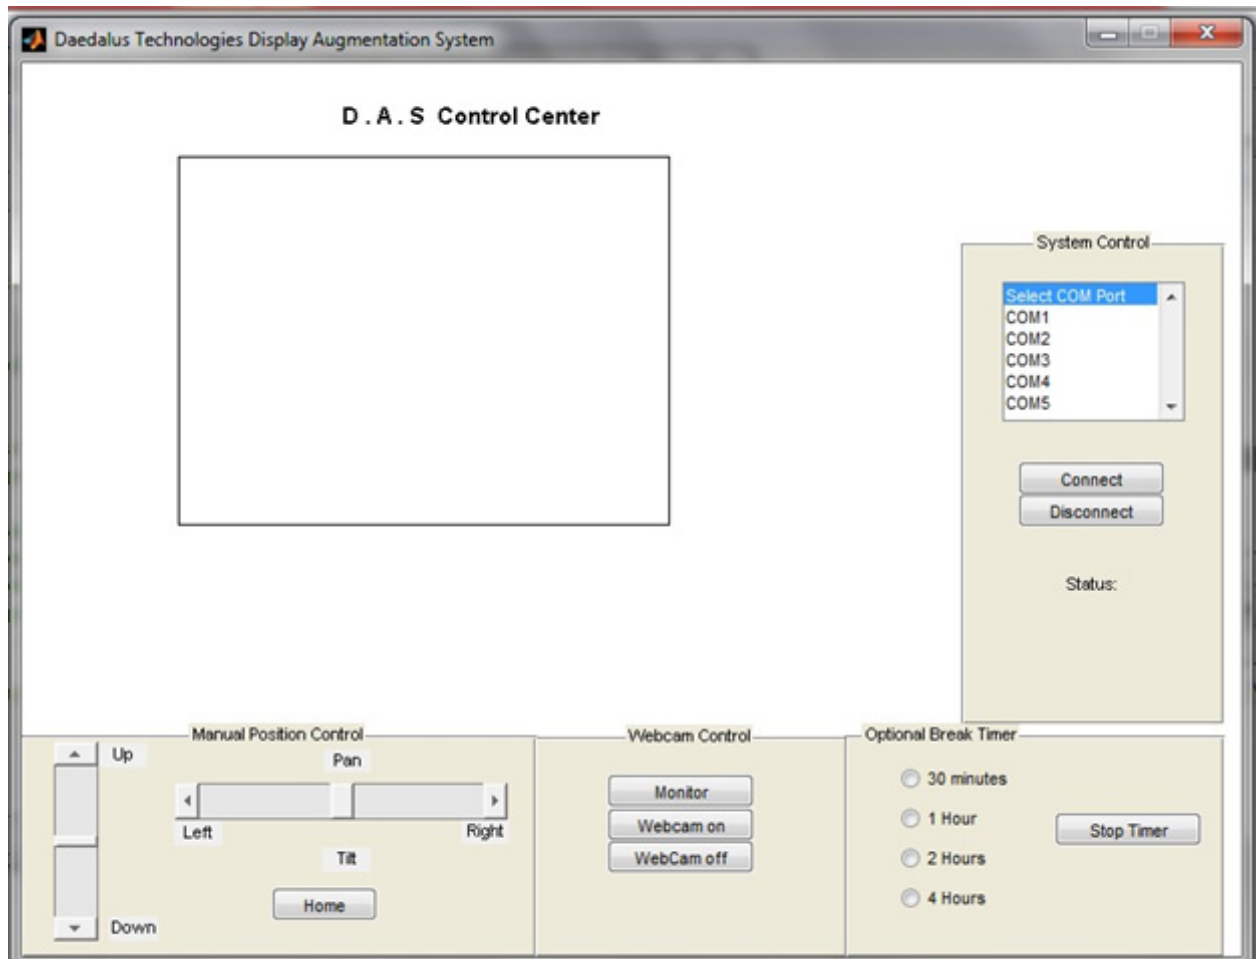 Daedalus Technologies Display Augmentation System
D . A . S Control Center
System Control
Select COM Port
COM1
COM2
COM3
COM4
COM5
Connect
Disconnect
Status:
Manual Position Control
Up
Pan
Left
Right
Tilt
Home
Down
Webcam Control
Monitor
Webcam on
WebCam off
Optional Break Timer
30 minutes
1 Hour
2 Hours
4 Hours
Stop Timer